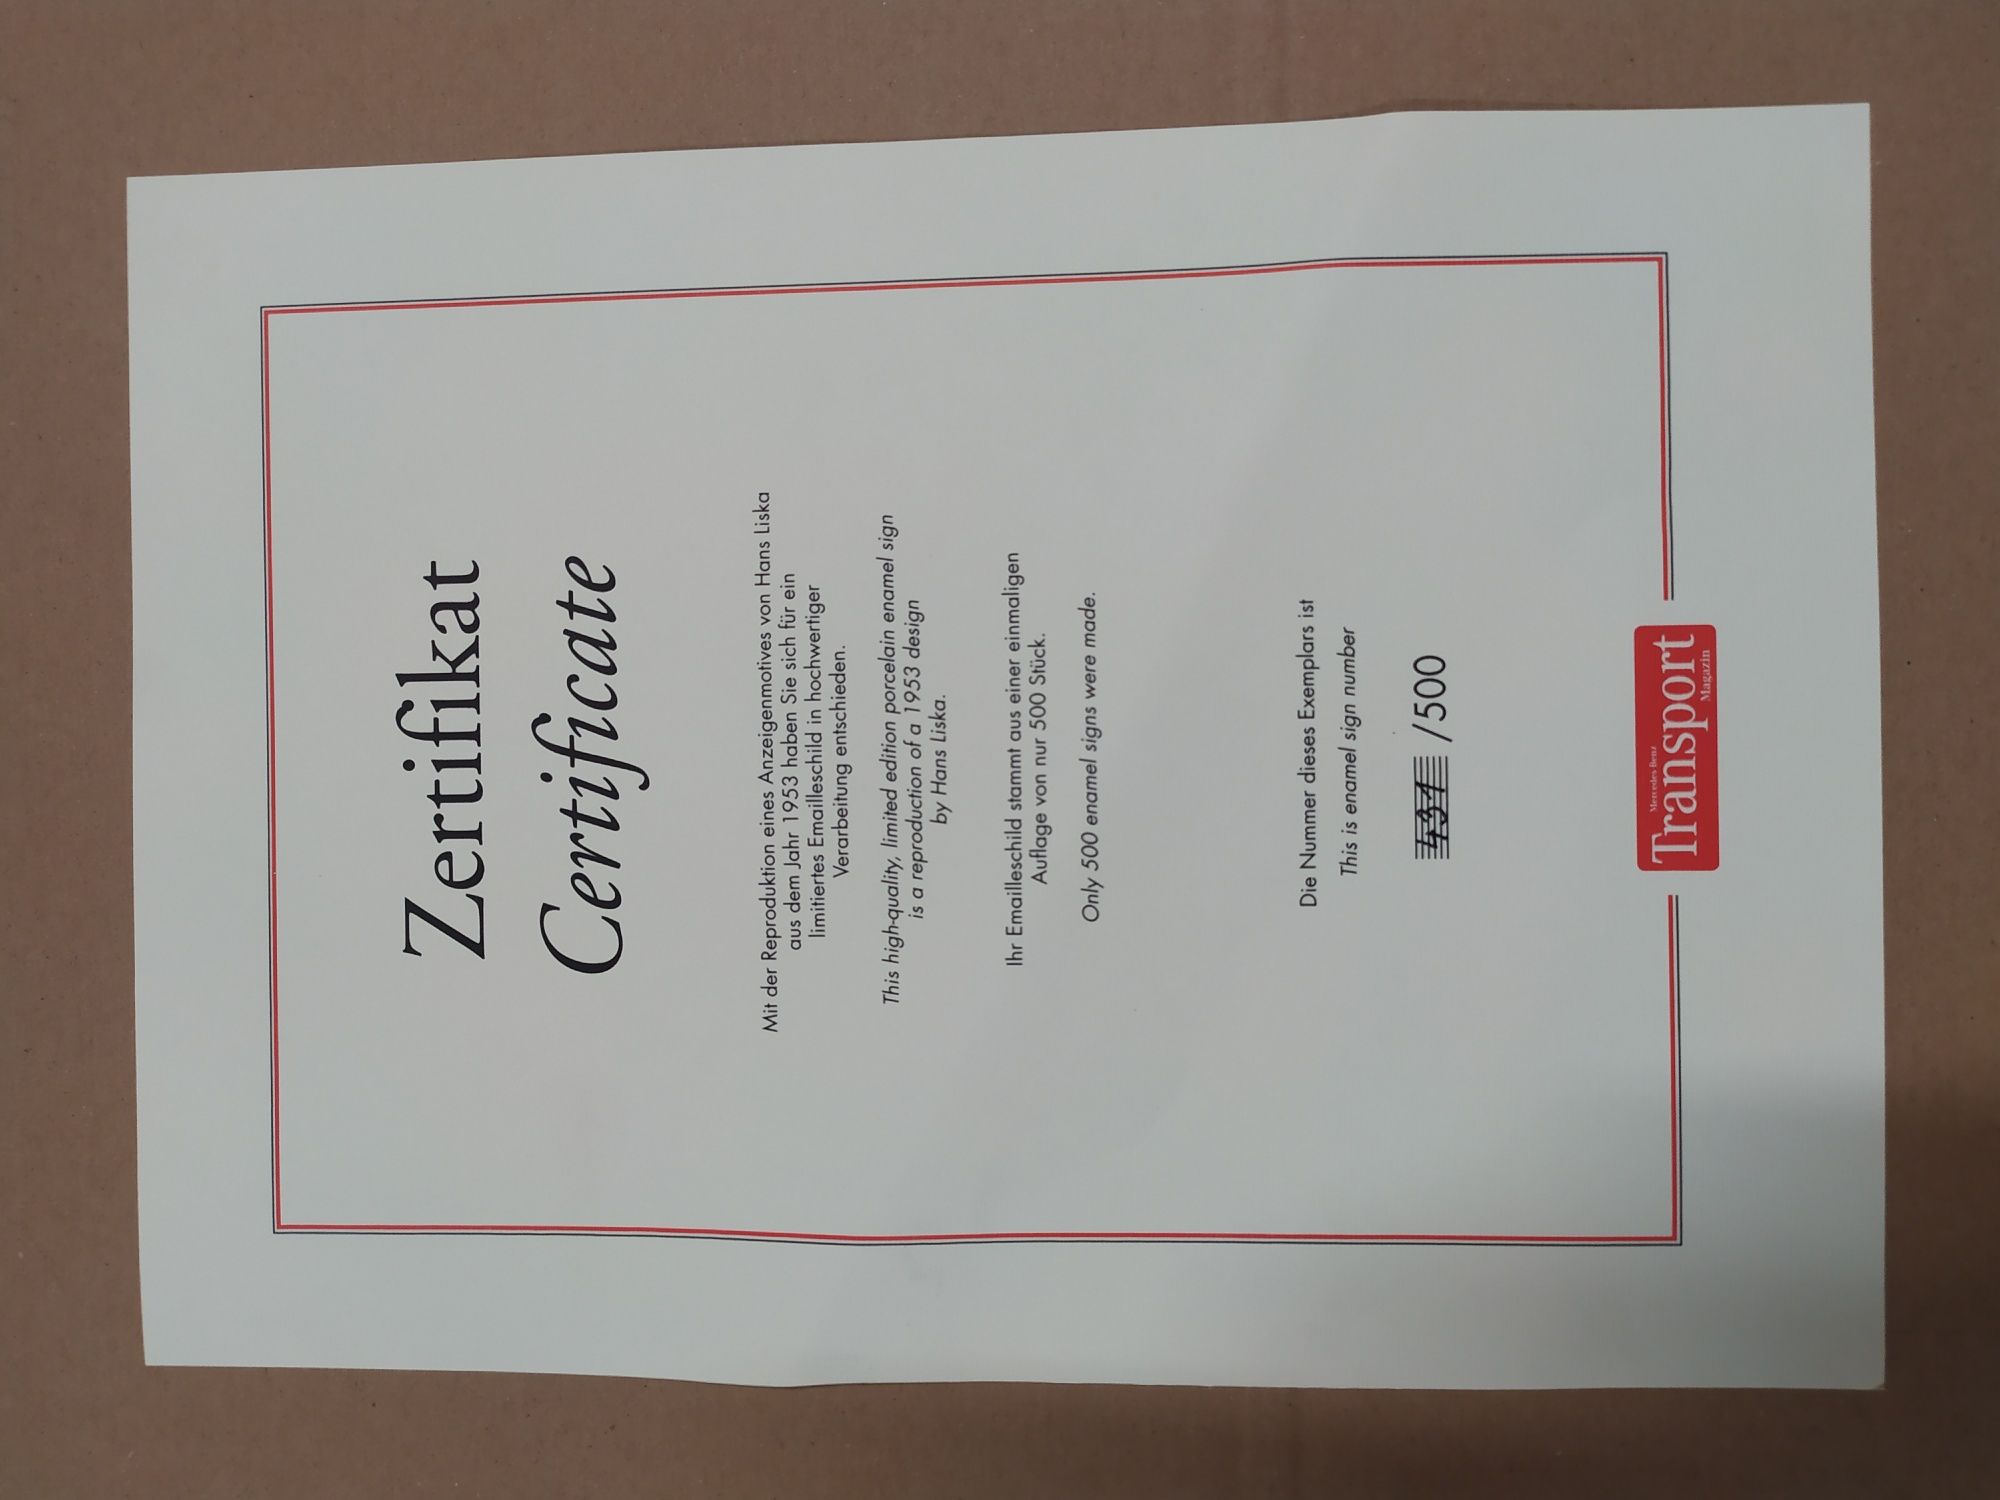 Zertifikat
Certificate
Mit der Reproduktion eines Anzeigenmotives von Hans Liska
aus dem Jahr 1953 haben Sie sich für ein
limitiertes Emailleschild in hochwertiger
Verarbeitung entschieden.
This high-quality, limited edition porcelain enamel sign
is a reproduction of a 1953 design
by Hans Liska.
Ihr Emailleschild stammt aus einer einmaligen
Auflage von nur 500 Stück.
Only 500 enamel signs were made.
Die Nummer dieses Exemplars ist
This is enamel sign number
431 /500
Mercedes-Benz
Transport
Magazin